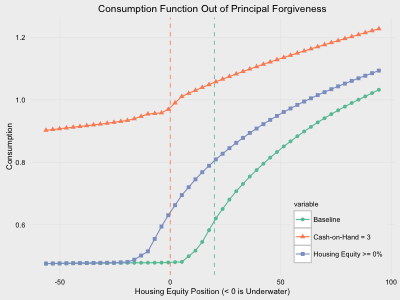 Consumption Function Out of Principal Forgiveness
1.2
1.0
0.8
0.6
Consumption
variable
Baseline
Cash-on-Hand = 3
Housing Equity >= 0%
-50
0
50
100
Housing Equity Position (< 0 is Underwater)